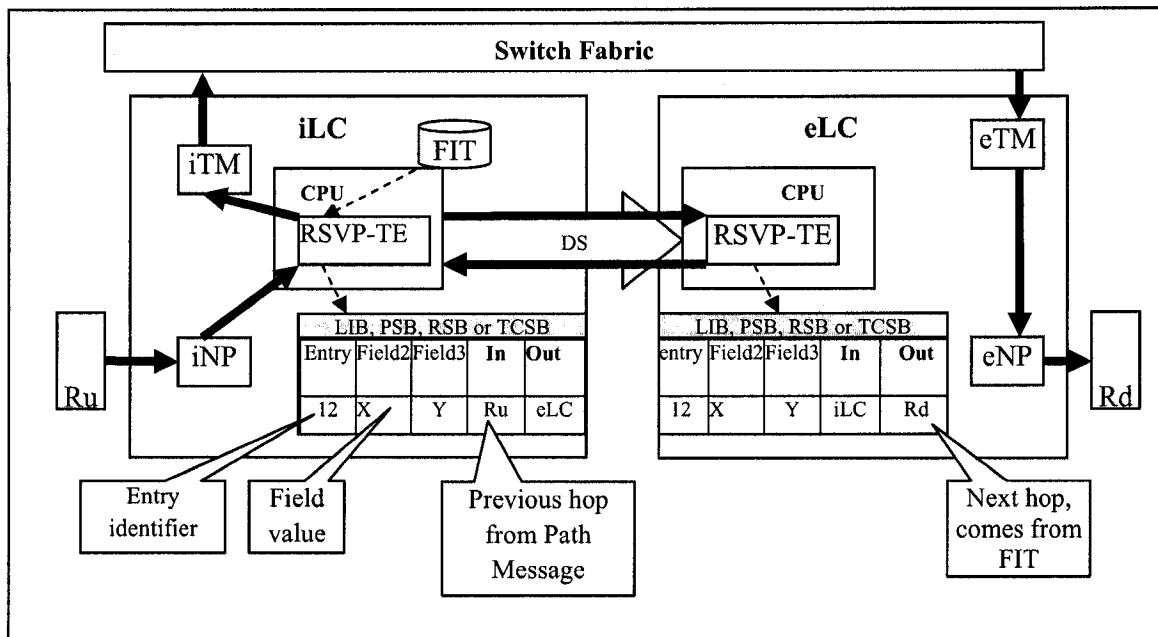 Switch Fabric
iLC
eLC
FIT
iTM
eTM
CPU
CPU
RSVP-TE
RSVP-TE
DS
LIB, PSB, RSB or TCSB
LIB, PSB, RSB or TCSB
Entry Field2 Field3 In Out
entry Field2 Field3 In Out
iNP
eNP
Ru
Rd
12 X Y Ru eLC
12 X Y iLC Rd
Entry
identifier
Field
value
Previous hop
from Path
Message
Next hop,
comes from
FIT